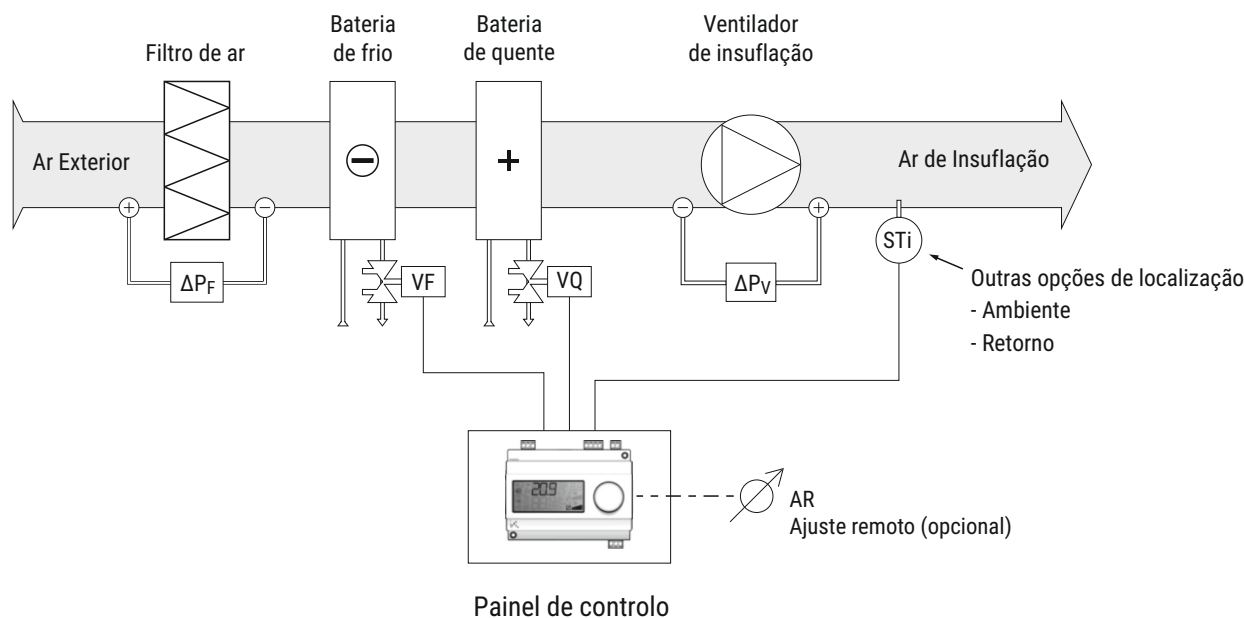 Filtro de ar
Bateria
de frio
Bateria
de quente
Ventilador
de insuflação
Ar Exterior
−
+
Ar de Insuflação
+
−
−
+
ΔPF
VF
VQ
ΔPV
STi
Outras opções de localização
- Ambiente
- Retorno
20.9
AR
Ajuste remoto (opcional)
Painel de controlo